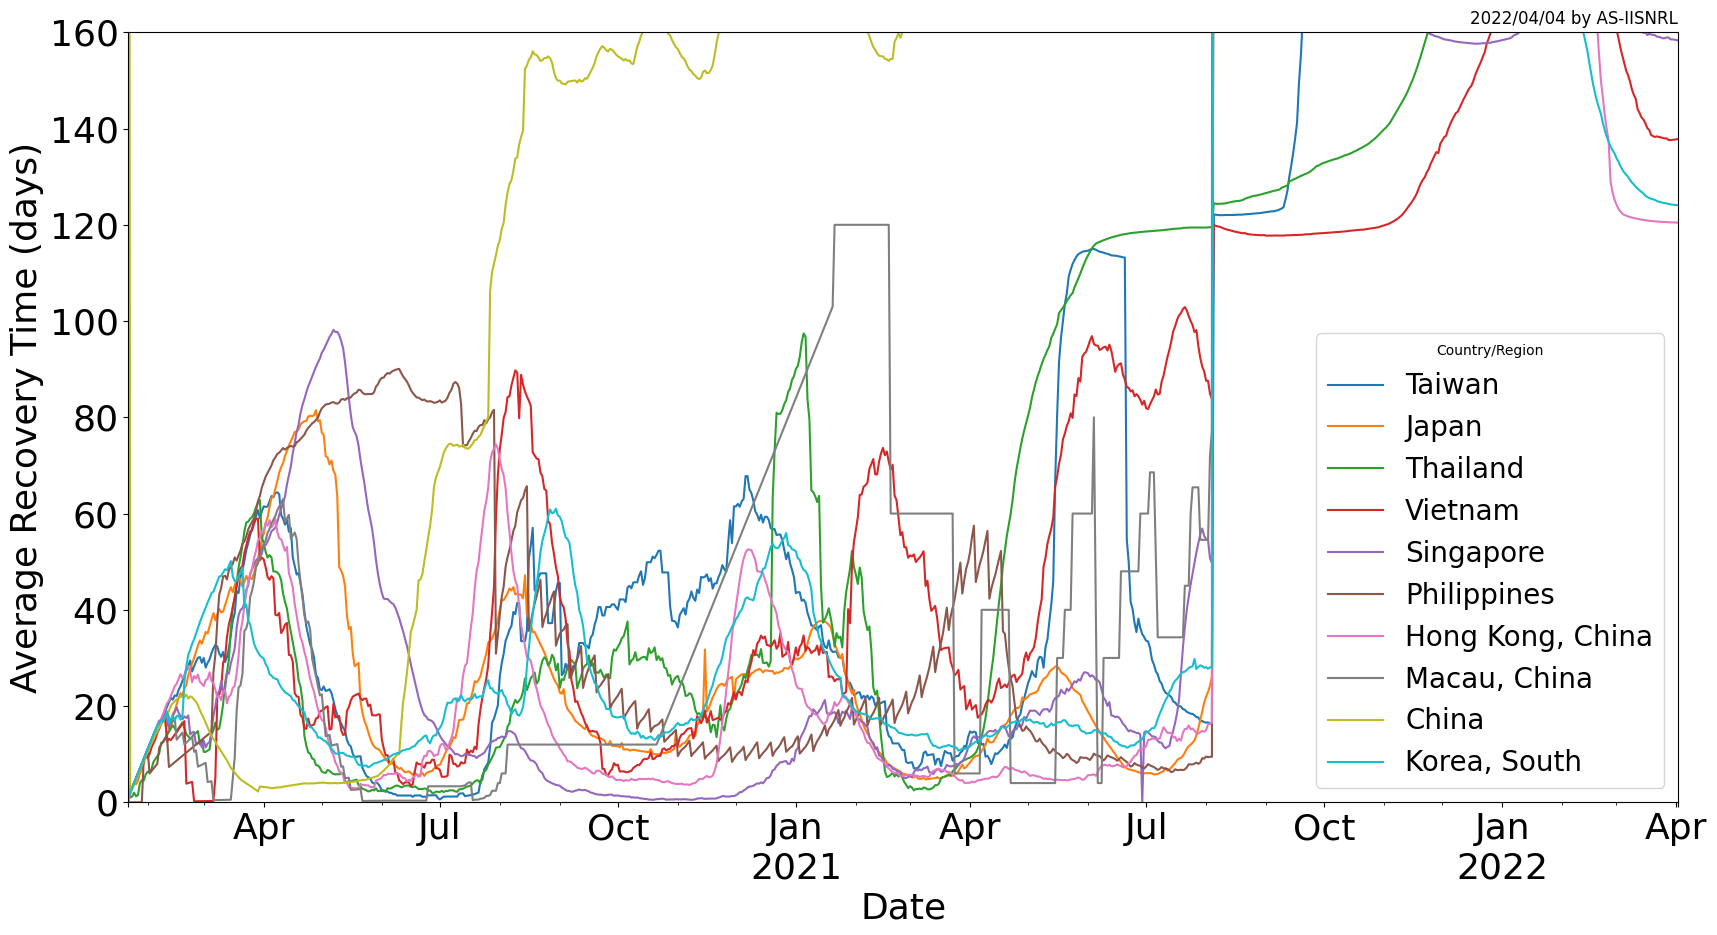 2022/04/04 by AS-IISNRL
160
140
120
100
80
60
40
20
0
Average Recovery Time (days)
Country/Region
Taiwan
Japan
Thailand
Vietnam
Singapore
Philippines
Hong Kong, China
Macau, China
China
Korea, South
Apr Jul Oct Jan Apr Jul Oct Jan Apr
2021 2022
Date